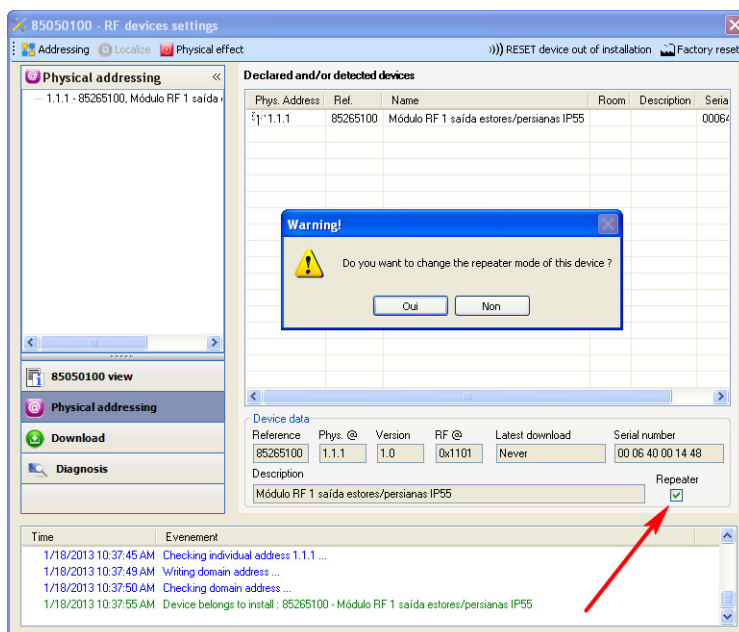 85050100 - RF devices settings
Addressing Localize Physical effect RESET device out of installation Factory reset
Physical addressing
1.1.1 - 85265100, Módulo RF 1 saída
Declared and/or detected devices
Phys. Address Ref. Name Room Description Seria
1.1.1 85265100 Módulo RF 1 saída estores/persianas IP55 00064
Warning!
Do you want to change the repeater mode of this device ?
Oui Non
85050100 view
Physical addressing
Download
Diagnosis
Device data
Reference Phys. @ Version RF @ Latest download Serial number
85265100 1.1.1 1.0 0x1101 Never 00 06 40 00 14 48
Description
Repeater
Módulo RF 1 saída estores/persianas IP55
Time Evenement
1/18/2013 10:37:45 AM Checking individual address 1.1.1 ...
1/18/2013 10:37:49 AM Writing domain address ...
1/18/2013 10:37:50 AM Checking domain address ...
1/18/2013 10:37:55 AM Device belongs to install : 85265100 - Módulo RF 1 saída estores/persianas IP55